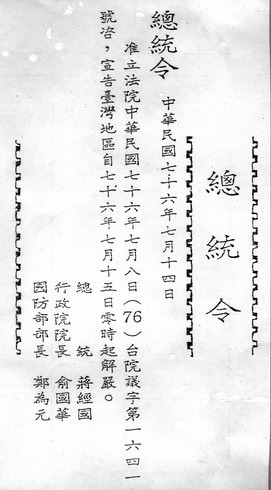 總統令
總統令　中華民國七十六年七月十四日
准立法院中華民國七十六年七月八日（76）台院議字第一六四一
號咨，宣告臺灣地區自七十六年七月十五日零時起解嚴。
總統　蔣經國
行政院院長　俞國華
國防部部長　鄭為元